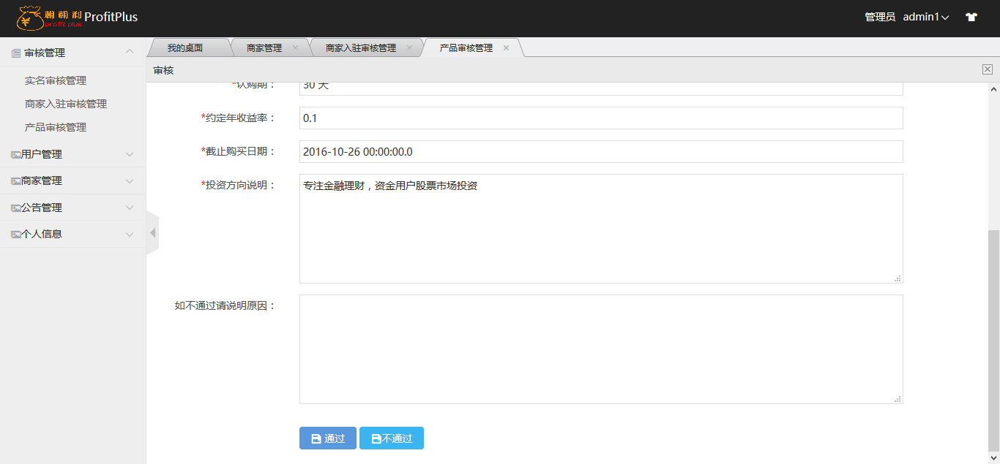 朝朝利 ProfitPlus
profit plus
管理员 admin1
审核管理
实名审核管理
商家入驻审核管理
产品审核管理
用户管理
商家管理
公告管理
个人信息
我的桌面 商家管理 商家入驻审核管理 产品审核管理
审核
*认购期： 30 天
*约定年收益率： 0.1
*截止购买日期： 2016-10-26 00:00:00.0
*投资方向说明： 专注金融理财，资金用户股票市场投资
如不通过请说明原因：
通过 不通过